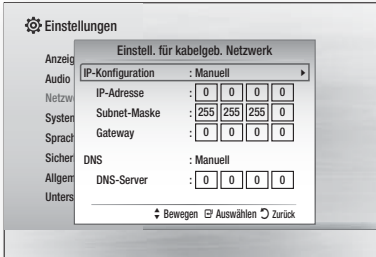 Einstellungen
Einstell. für kabelgeb. Netzwerk
Anzeig
IP-Konfiguration : Manuell
Audio
IP-Adresse : 0 0 0 0
Netzw
Subnet-Maske : 255 255 255 0
System
Gateway : 0 0 0 0
Sprach
Sicher
DNS : Manuell
Allgem
DNS-Server : 0 0 0 0
Unters
Bewegen Auswählen Zurück